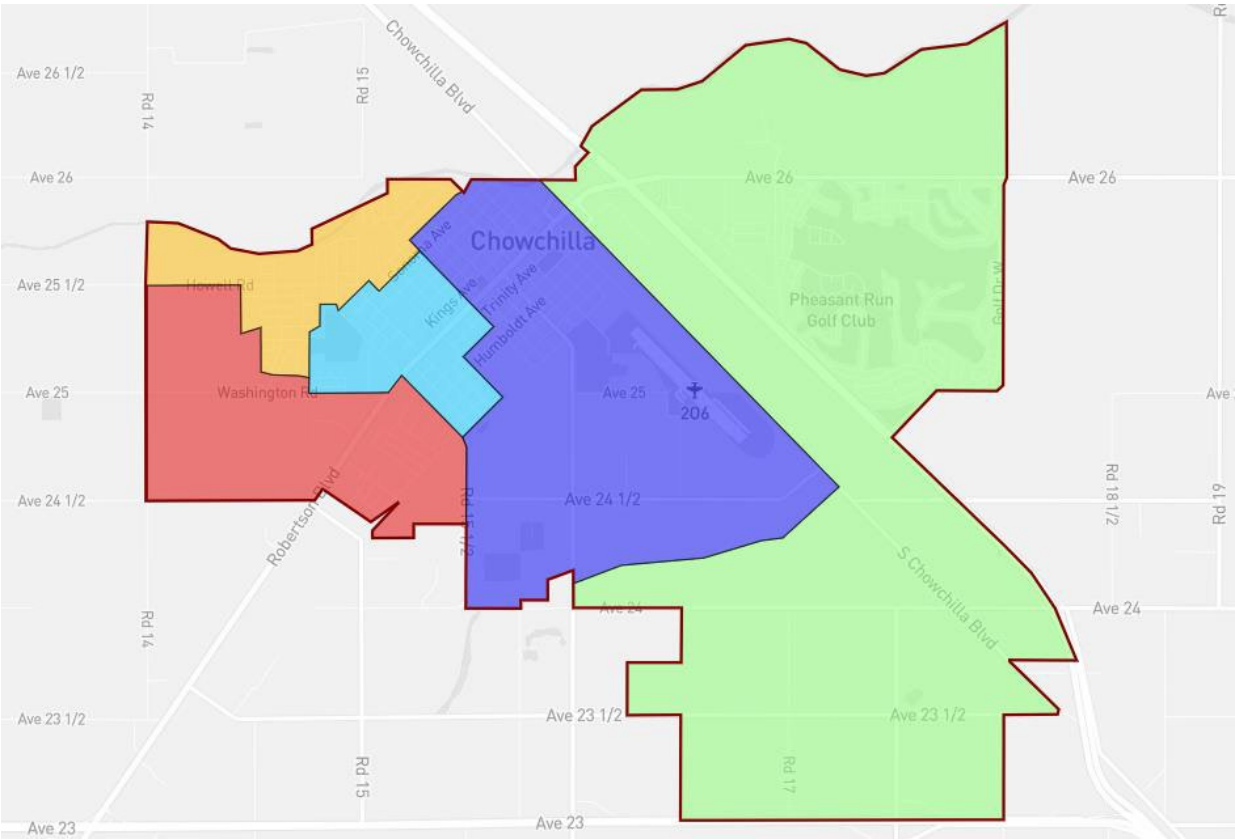 Chowchilla Blvd
Ave 26 1/2
Rd 14
Rd 15
Ave 26
Ave 26
Ave 26
Chowchilla
Ave 25 1/2
Howell Rd
Kings Ave
Trinity Ave
Humboldt Ave
Pheasant Run
Golf Club
Golf Dr W
Ave 25
Washington Rd
Ave 25
206
Ave
Ave 24 1/2
Robertson Blvd
Rd 15 1/2
Ave 24 1/2
Rd 18 1/2
Rd 19
S Chowchilla Blvd
Rd 14
Ave 24
Ave 24
Ave 23 1/2
Ave 23 1/2
Ave 23 1/2
Rd 15
Rd 17
Ave 23
Ave 23